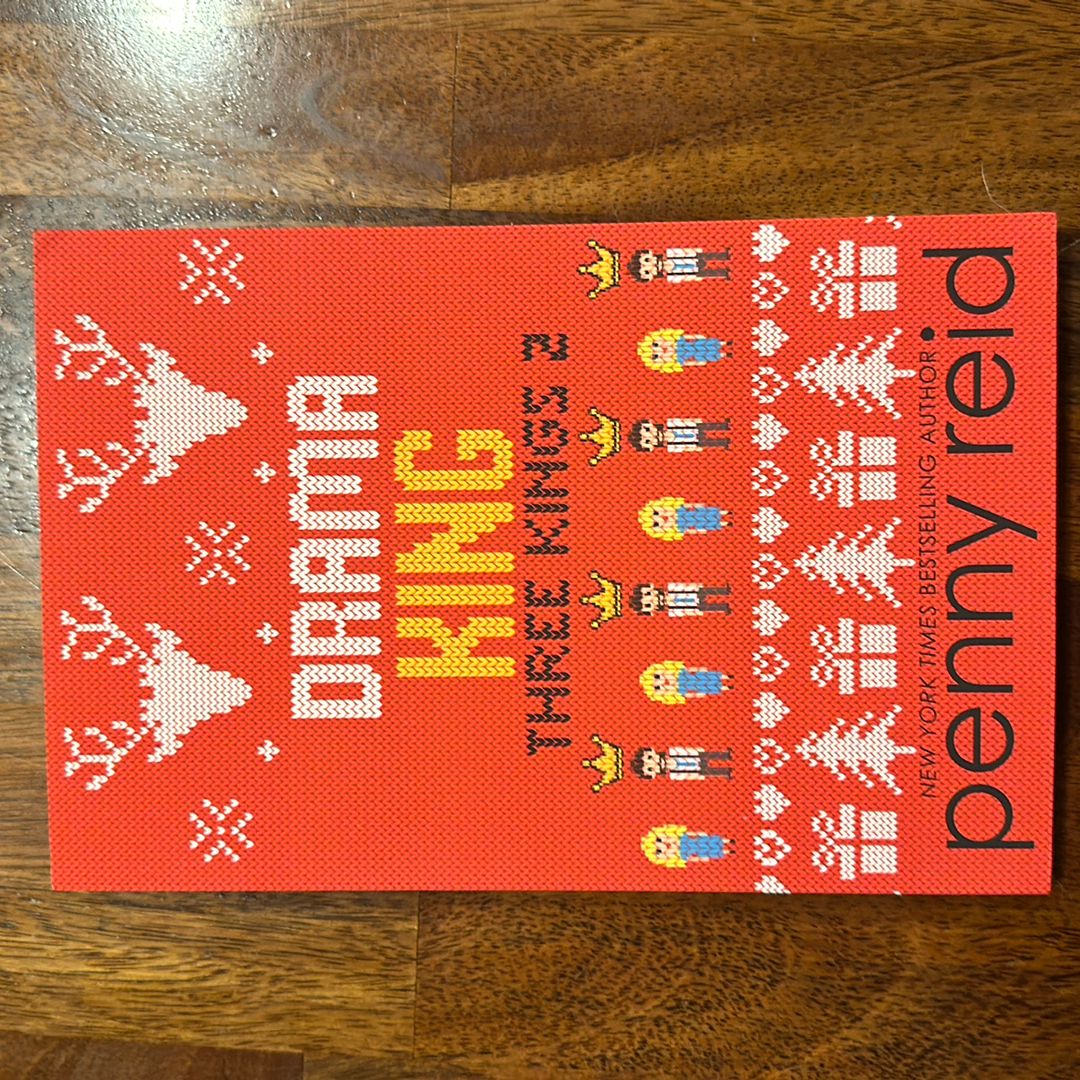 DRAMA
KING
THREE KINGS 2
NEW YORK TIMES BESTSELLING AUTHOR
penny reid